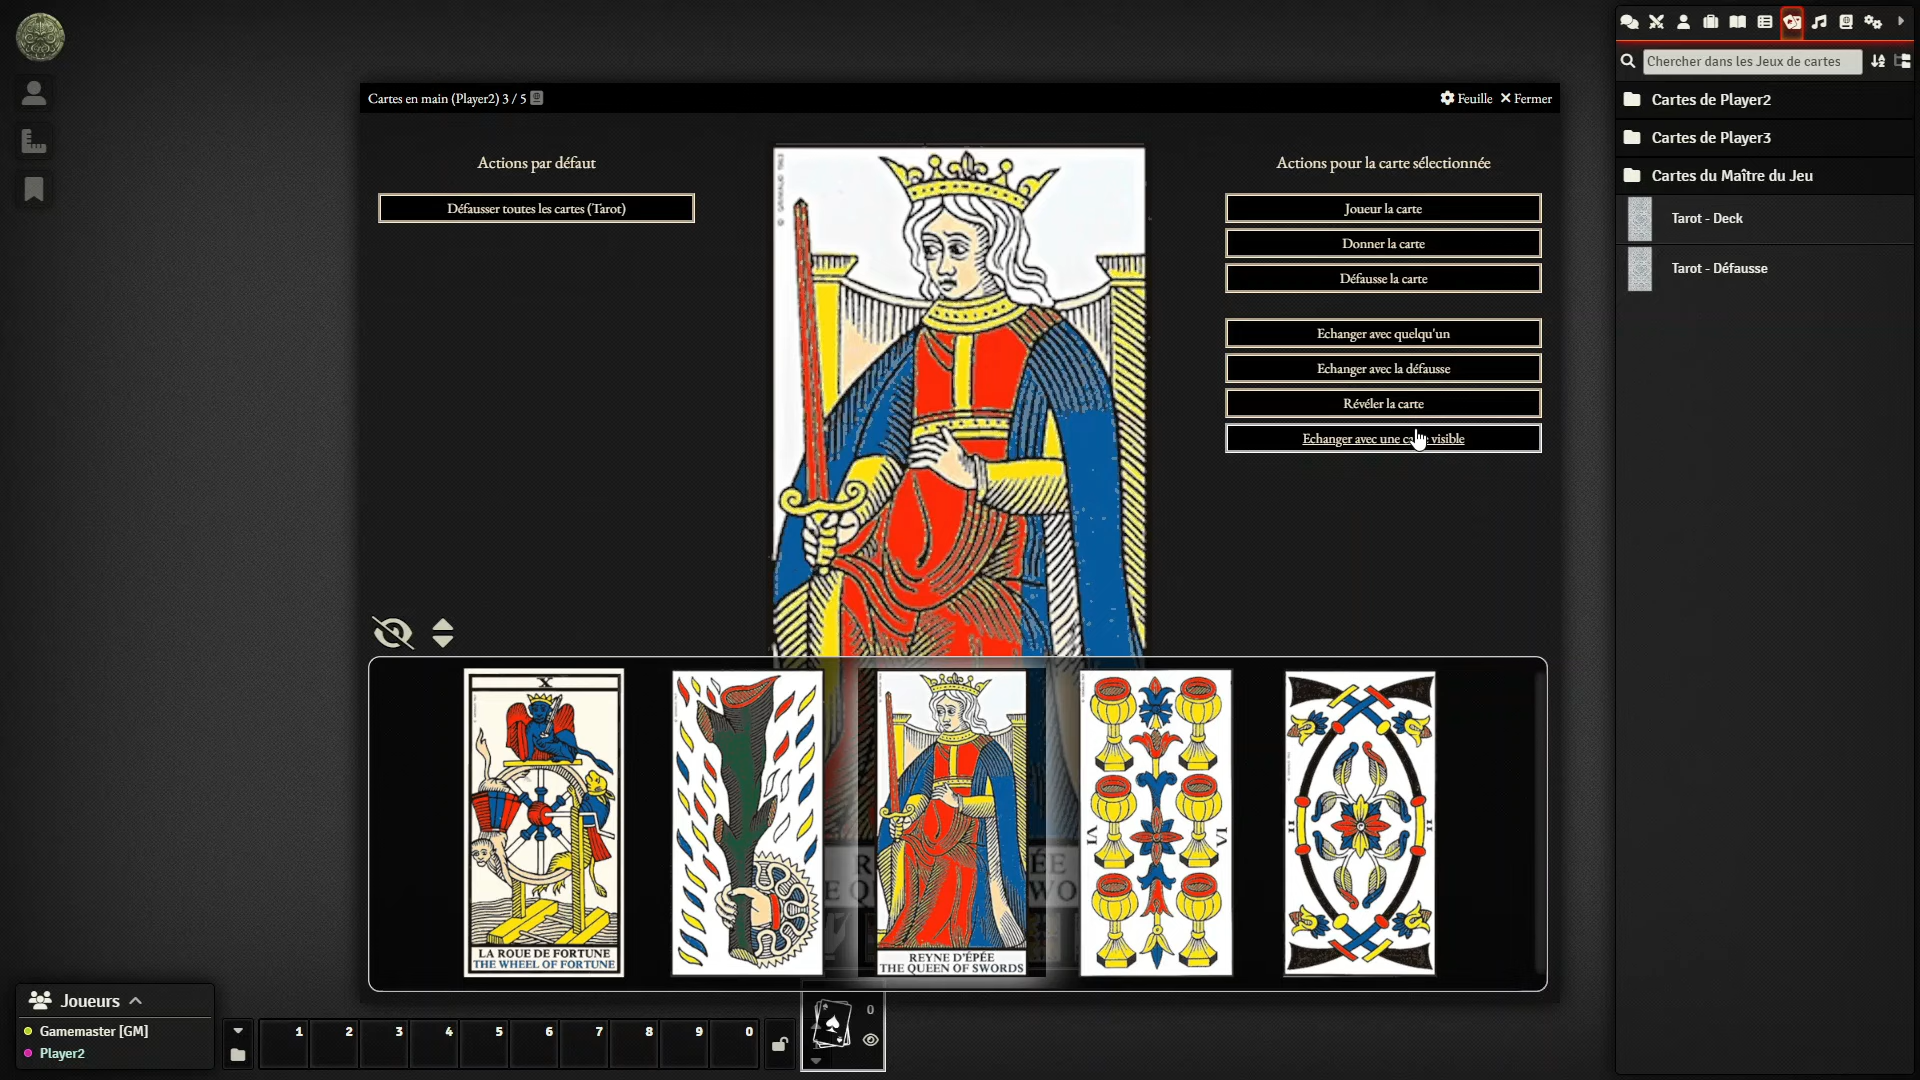 Chercher dans les Jeux de cartes
Cartes de Player2
Cartes de Player3
Cartes du Maître du Jeu
Tarot - Deck
Tarot - Défausse
Cartes en main (Player2) 3 / 5
Feuille
Fermer
Actions par défaut
Défausser toutes les cartes (Tarot)
Actions pour la carte sélectionnée
Joueur la carte
Donner la carte
Défausse la carte
Echanger avec quelqu'un
Echanger avec la défausse
Révéler la carte
Echanger avec une visible
X
LA ROUE DE FORTUNE
THE WHEEL OF FORTUNE
REYNE D'ÉPÉE
THE QUEEN OF SWORDS
VI
VI
II
II
Joueurs
Gamemaster [GM]
Player2
1 2 3 4 5 6 7 8 9 0
0